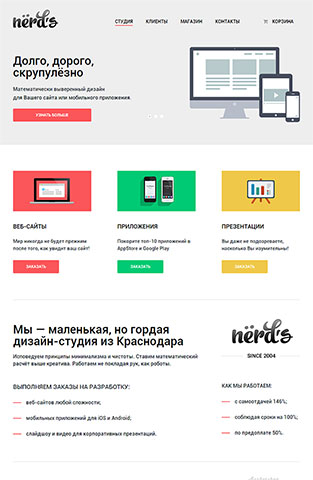 nërd's
СТУДИЯ КЛИЕНТЫ МАГАЗИН КОНТАКТЫ КОРЗИНА
Долго, дорого,
скрупулёзно
Математически выверенный дизайн
для Вашего сайта или мобильного приложения.
УЗНАТЬ БОЛЬШЕ
ВЕБ-САЙТЫ
Мир никогда не будет прежним
после того, как увидит ваш сайт!
ЗАКАЗАТЬ
ПРИЛОЖЕНИЯ
Покорите топ-10 приложений в
AppStore и Google Play
ЗАКАЗАТЬ
ПРЕЗЕНТАЦИИ
Вы даже не подозреваете,
насколько Вы изумительны!
ЗАКАЗАТЬ
Мы — маленькая, но гордая
дизайн-студия из Краснодара
Исповедуем принципы минимализма и чистоты. Ставим математический
расчёт выше креатива. Работаем не покладая рук, как роботы.
nërd's
SINCE 2004
ВЫПОЛНЯЕМ ЗАКАЗЫ НА РАЗРАБОТКУ:
веб-сайтов любой сложности;
мобильных приложений для iOS и Android;
слайдшоу и видео для корпоративных презентаций.
КАК МЫ РАБОТАЕМ:
с самоотдачей 146%;
соблюдая сроки на 100%;
по предоплате 50%.